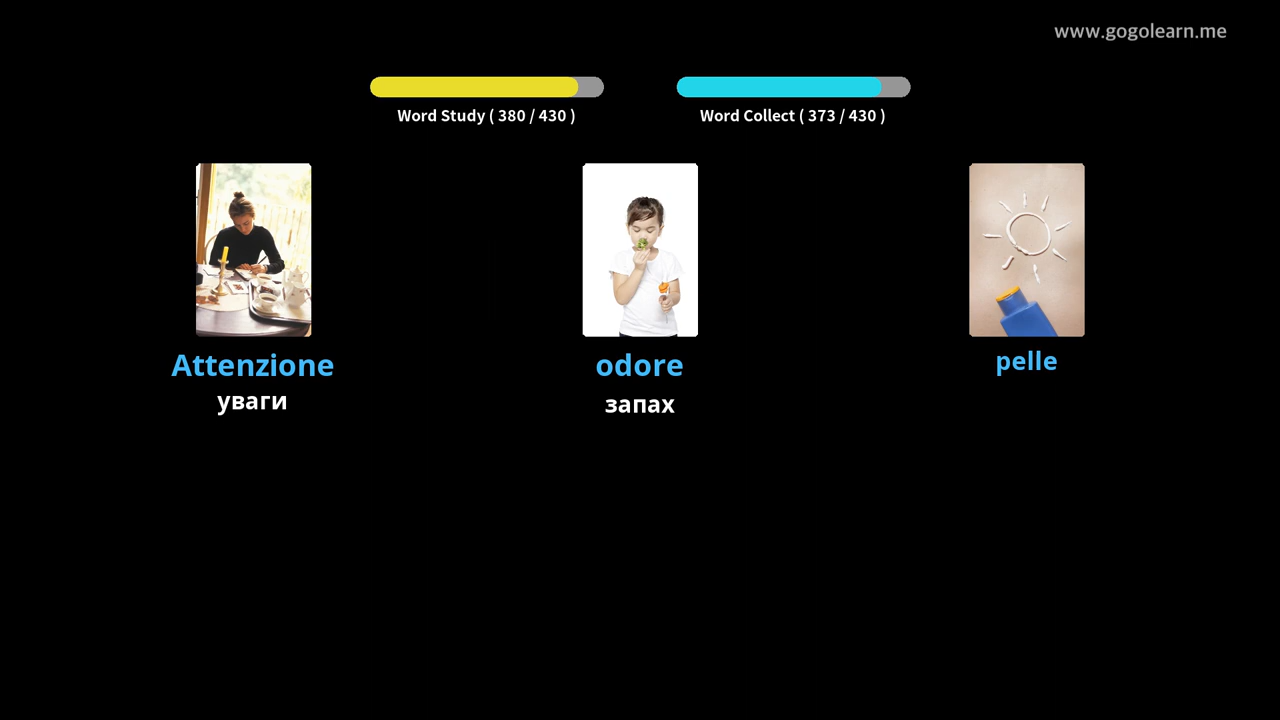 www.gogolearn.me
Word Study ( 380 / 430 )
Word Collect ( 373 / 430 )
Attenzione
уваги
odore
запах
pelle